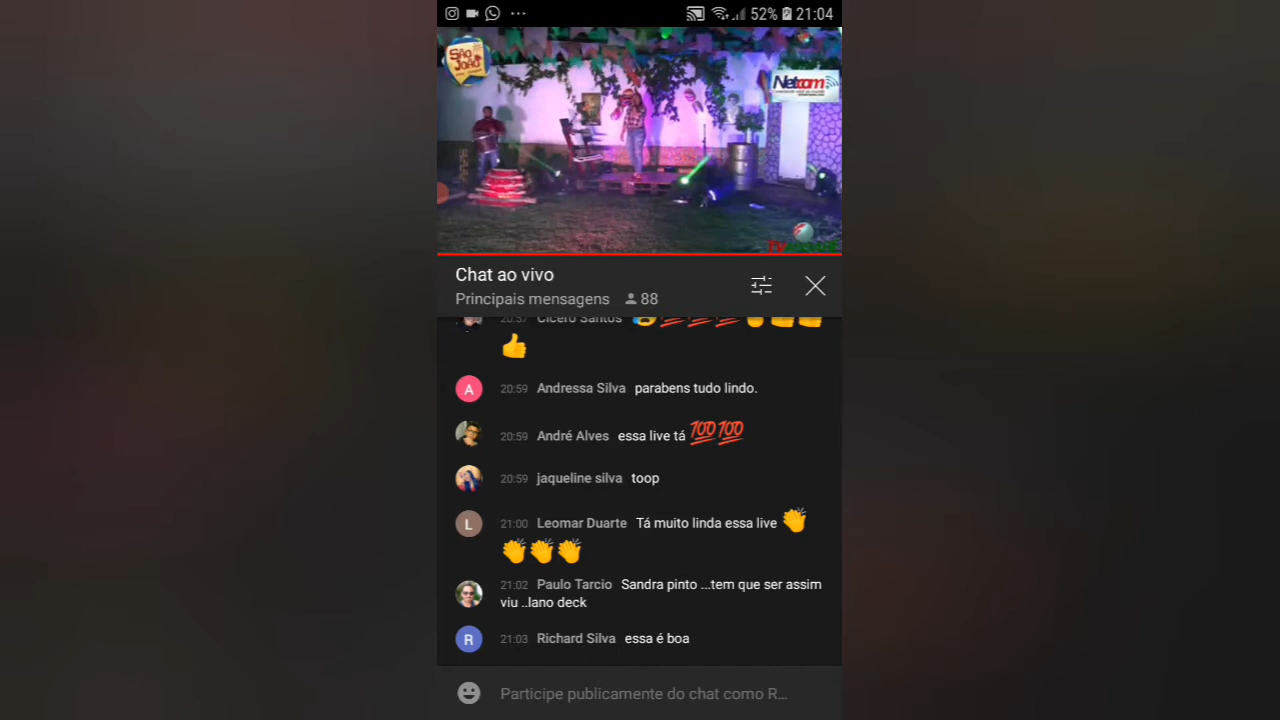 52% 21:04
São
João
Netcom
Chat ao vivo
Principais mensagens 88
20:57 Cicero Santos 😰💯💯💯
👍
A 20:59 Andressa Silva parabens tudo lindo.
20:59 André Alves essa live tá 💯💯
20:59 jaqueline silva toop
L 21:00 Leomar Duarte Tá muito linda essa live 👏
👏👏👏
21:02 Paulo Tarcio Sandra pinto ...tem que ser assim
viu ..lano deck
R 21:03 Richard Silva essa é boa
Participe publicamente do chat como R...